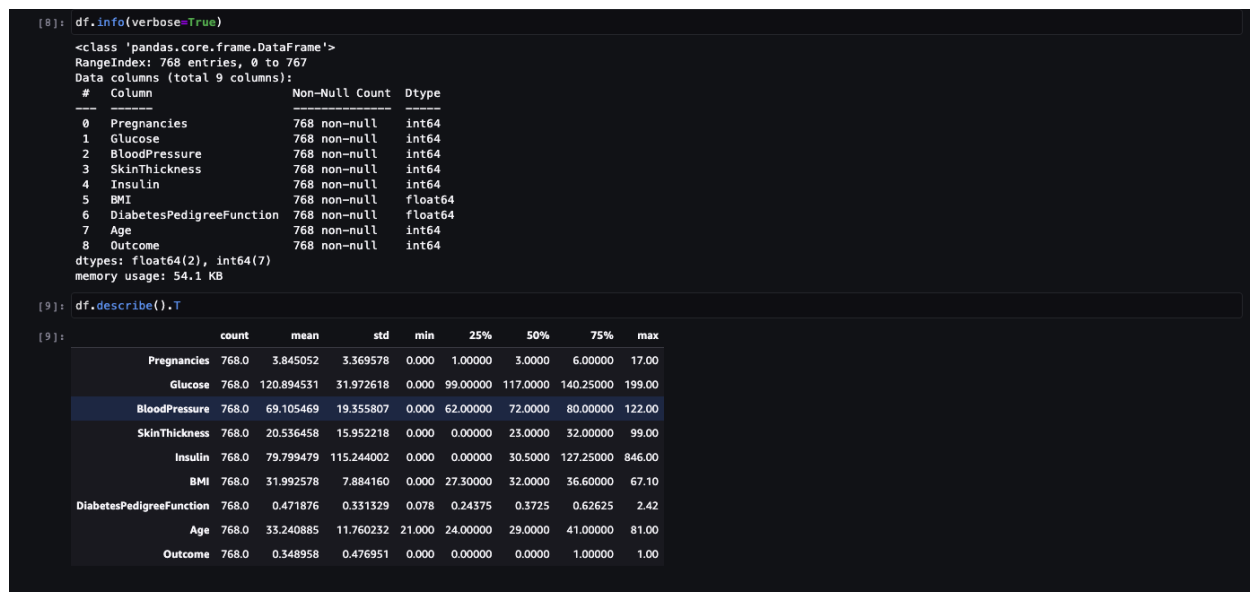 [8]: df.info(verbose=True)
<class 'pandas.core.frame.DataFrame'>
RangeIndex: 768 entries, 0 to 767
Data columns (total 9 columns):
# Column Non-Null Count Dtype
--- ------ -------------- -----
0 Pregnancies 768 non-null int64
1 Glucose 768 non-null int64
2 BloodPressure 768 non-null int64
3 SkinThickness 768 non-null int64
4 Insulin 768 non-null int64
5 BMI 768 non-null float64
6 DiabetesPedigreeFunction 768 non-null float64
7 Age 768 non-null int64
8 Outcome 768 non-null int64
dtypes: float64(2), int64(7)
memory usage: 54.1 KB
[9]: df.describe().T
[9]:
count mean std min 25% 50% 75% max
Pregnancies 768.0 3.845052 3.369578 0.000 1.00000 3.0000 6.00000 17.00
Glucose 768.0 120.894531 31.972618 0.000 99.00000 117.0000 140.25000 199.00
BloodPressure 768.0 69.105469 19.355807 0.000 62.00000 72.0000 80.00000 122.00
SkinThickness 768.0 20.536458 15.952218 0.000 0.00000 23.0000 32.00000 99.00
Insulin 768.0 79.799479 115.244002 0.000 0.00000 30.5000 127.25000 846.00
BMI 768.0 31.992578 7.884160 0.000 27.30000 32.0000 36.60000 67.10
DiabetesPedigreeFunction 768.0 0.471876 0.331329 0.078 0.24375 0.3725 0.62625 2.42
Age 768.0 33.240885 11.760232 21.000 24.00000 29.0000 41.00000 81.00
Outcome 768.0 0.348958 0.476951 0.000 0.00000 0.0000 1.00000 1.00